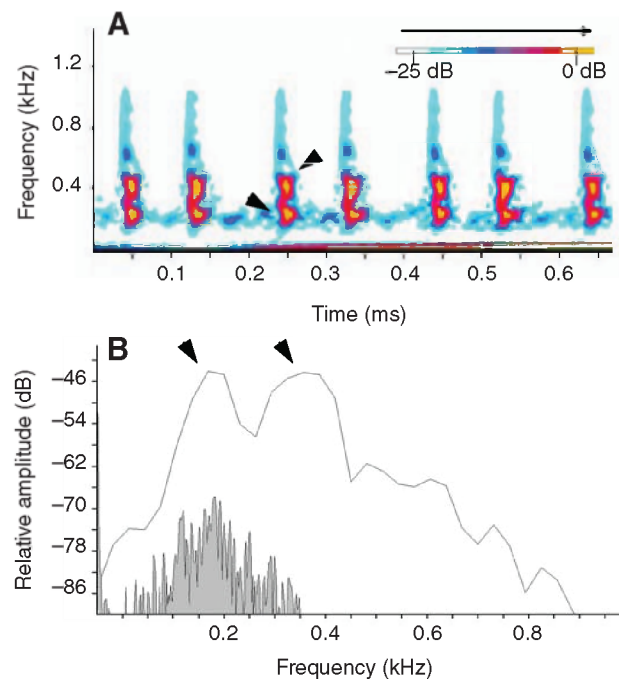 A
−25 dB 0 dB
1.2
0.8
0.4
Frequency (kHz)
0.1 0.2 0.3 0.4 0.5 0.6
Time (ms)
B
−46
−54
−62
−70
−78
−86
Relative amplitude (dB)
0.2 0.4 0.6 0.8
Frequency (kHz)